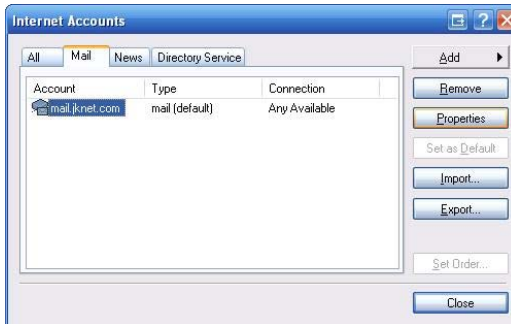 Internet Accounts
All Mail News Directory Service
Add
Account Type Connection
Remove
mail.jknet.com mail (default) Any Available
Properties
Set as Default
Import...
Export...
Set Order...
Close